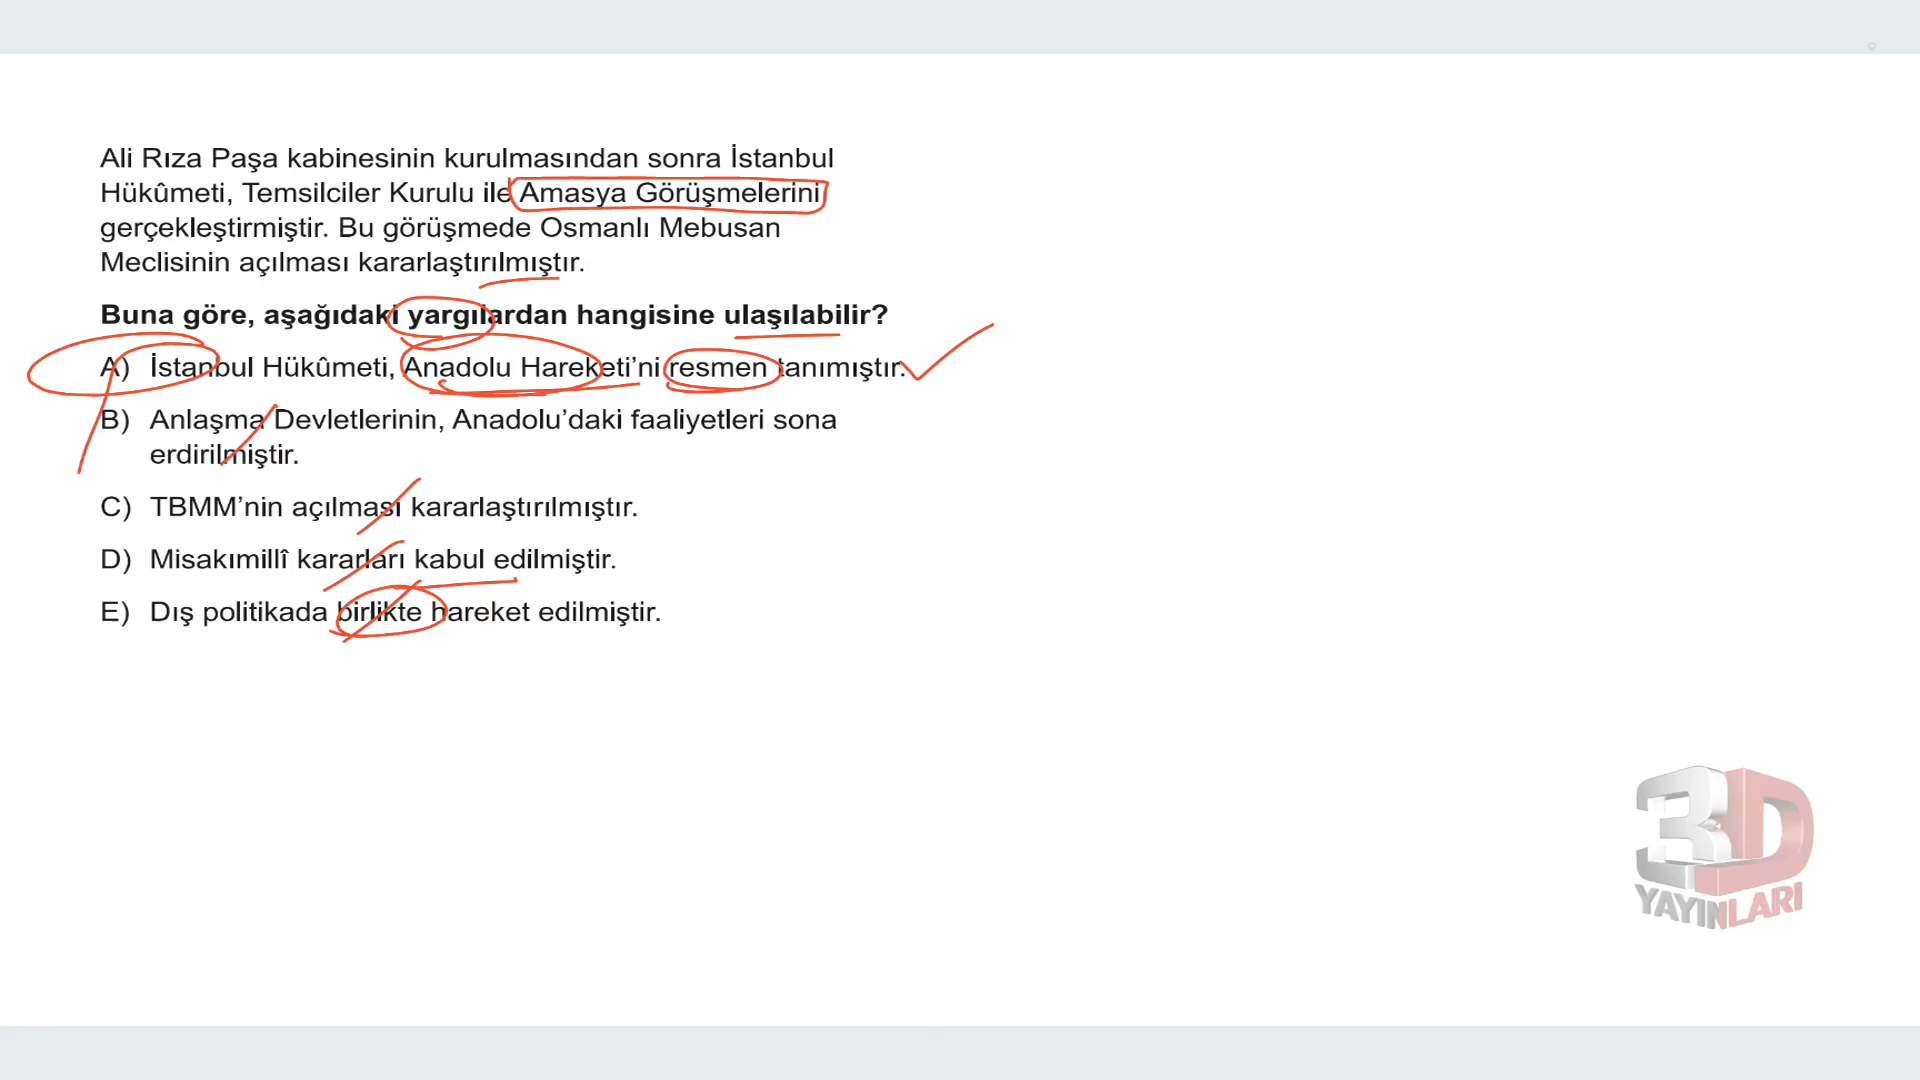 Ali Rıza Paşa kabinesinin kurulmasından sonra İstanbul
Hükûmeti, Temsilciler Kurulu ile Amasya Görüşmelerini
gerçekleştirmiştir. Bu görüşmede Osmanlı Mebusan
Meclisinin açılması kararlaştırılmıştır.
Buna göre, aşağıdaki yargılardan hangisine ulaşılabilir?
A) İstanbul Hükûmeti, Anadolu Hareketi’ni resmen tanımıştır.
B) Anlaşma Devletlerinin, Anadolu’daki faaliyetleri sona
erdirilmiştir.
C) TBMM’nin açılması kararlaştırılmıştır.
D) Misakımillî kararları kabul edilmiştir.
E) Dış politikada birlikte hareket edilmiştir.
3D
YAYINLARI